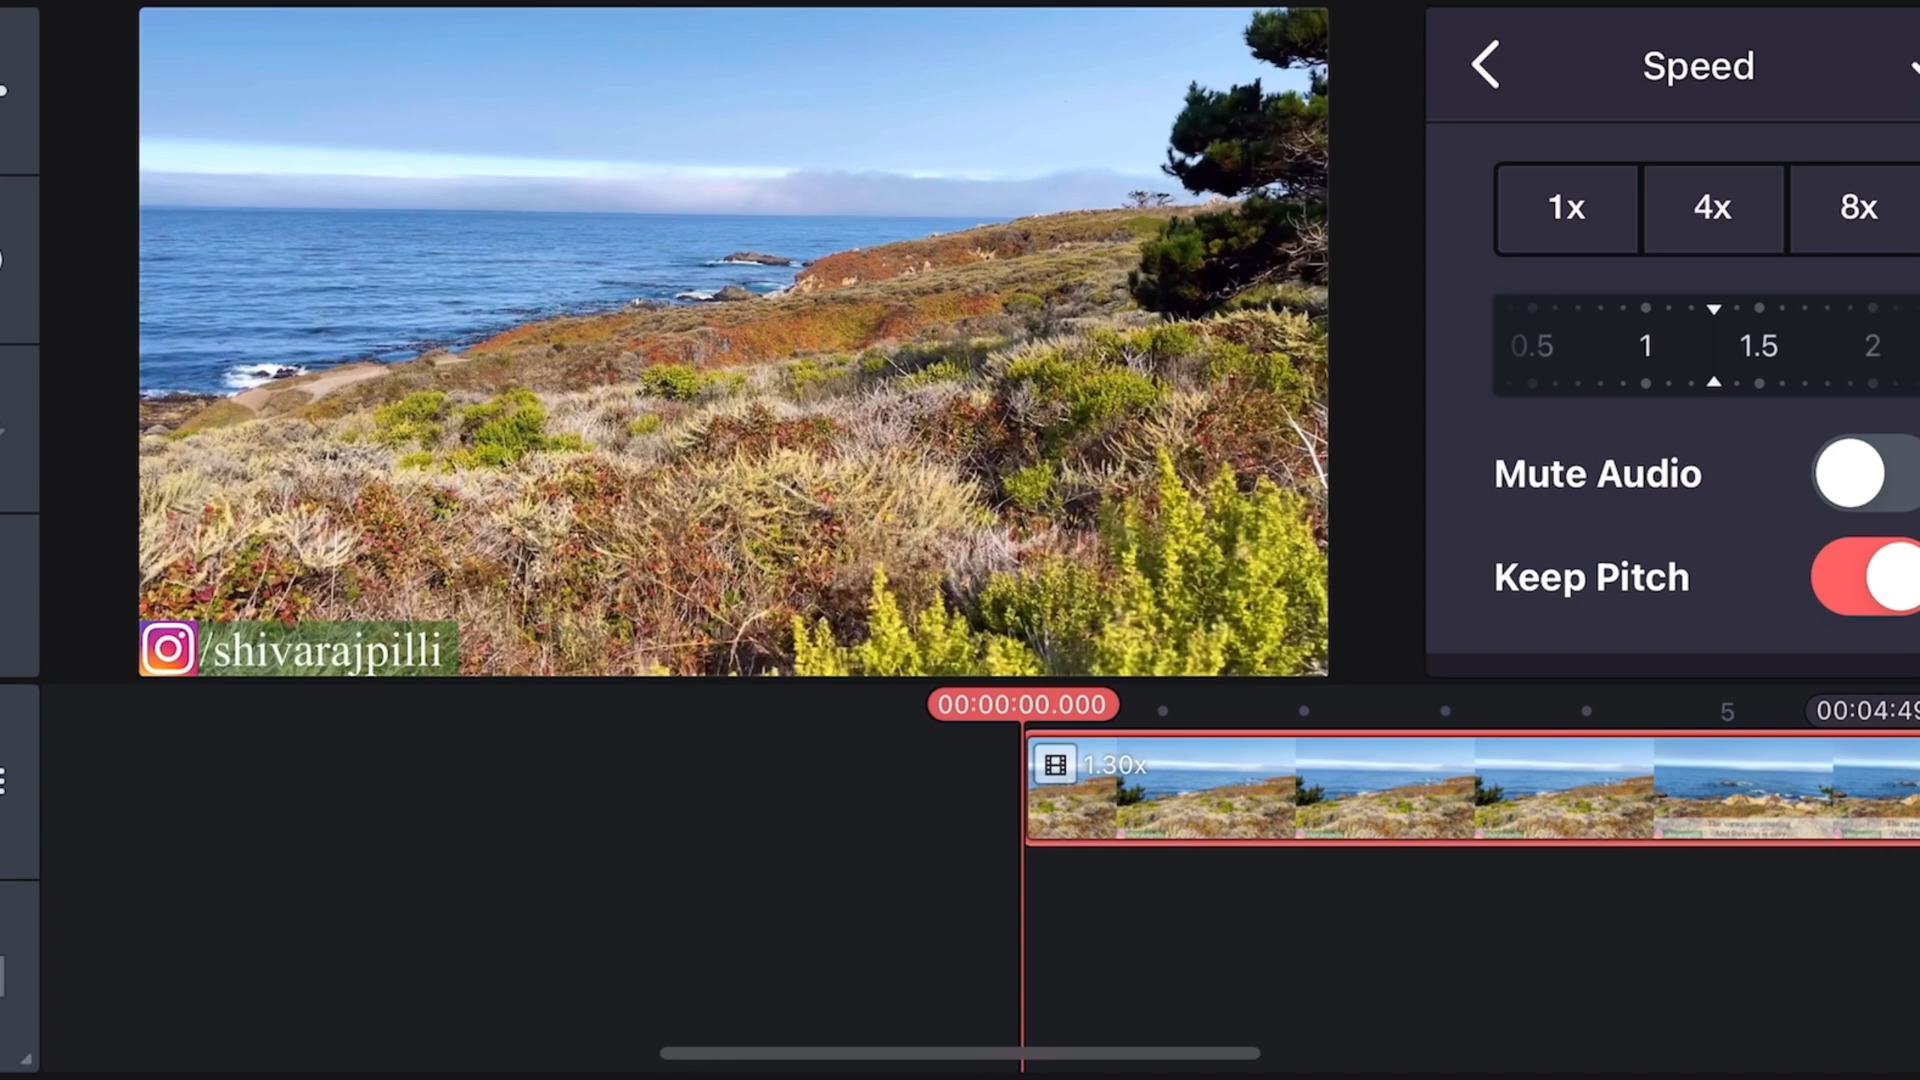 Speed
1x 4x 8x
0.5 1 1.5 2
Mute Audio
Keep Pitch
/shivarajpilli
00:00:00.000
5
00:04:49
1.30x